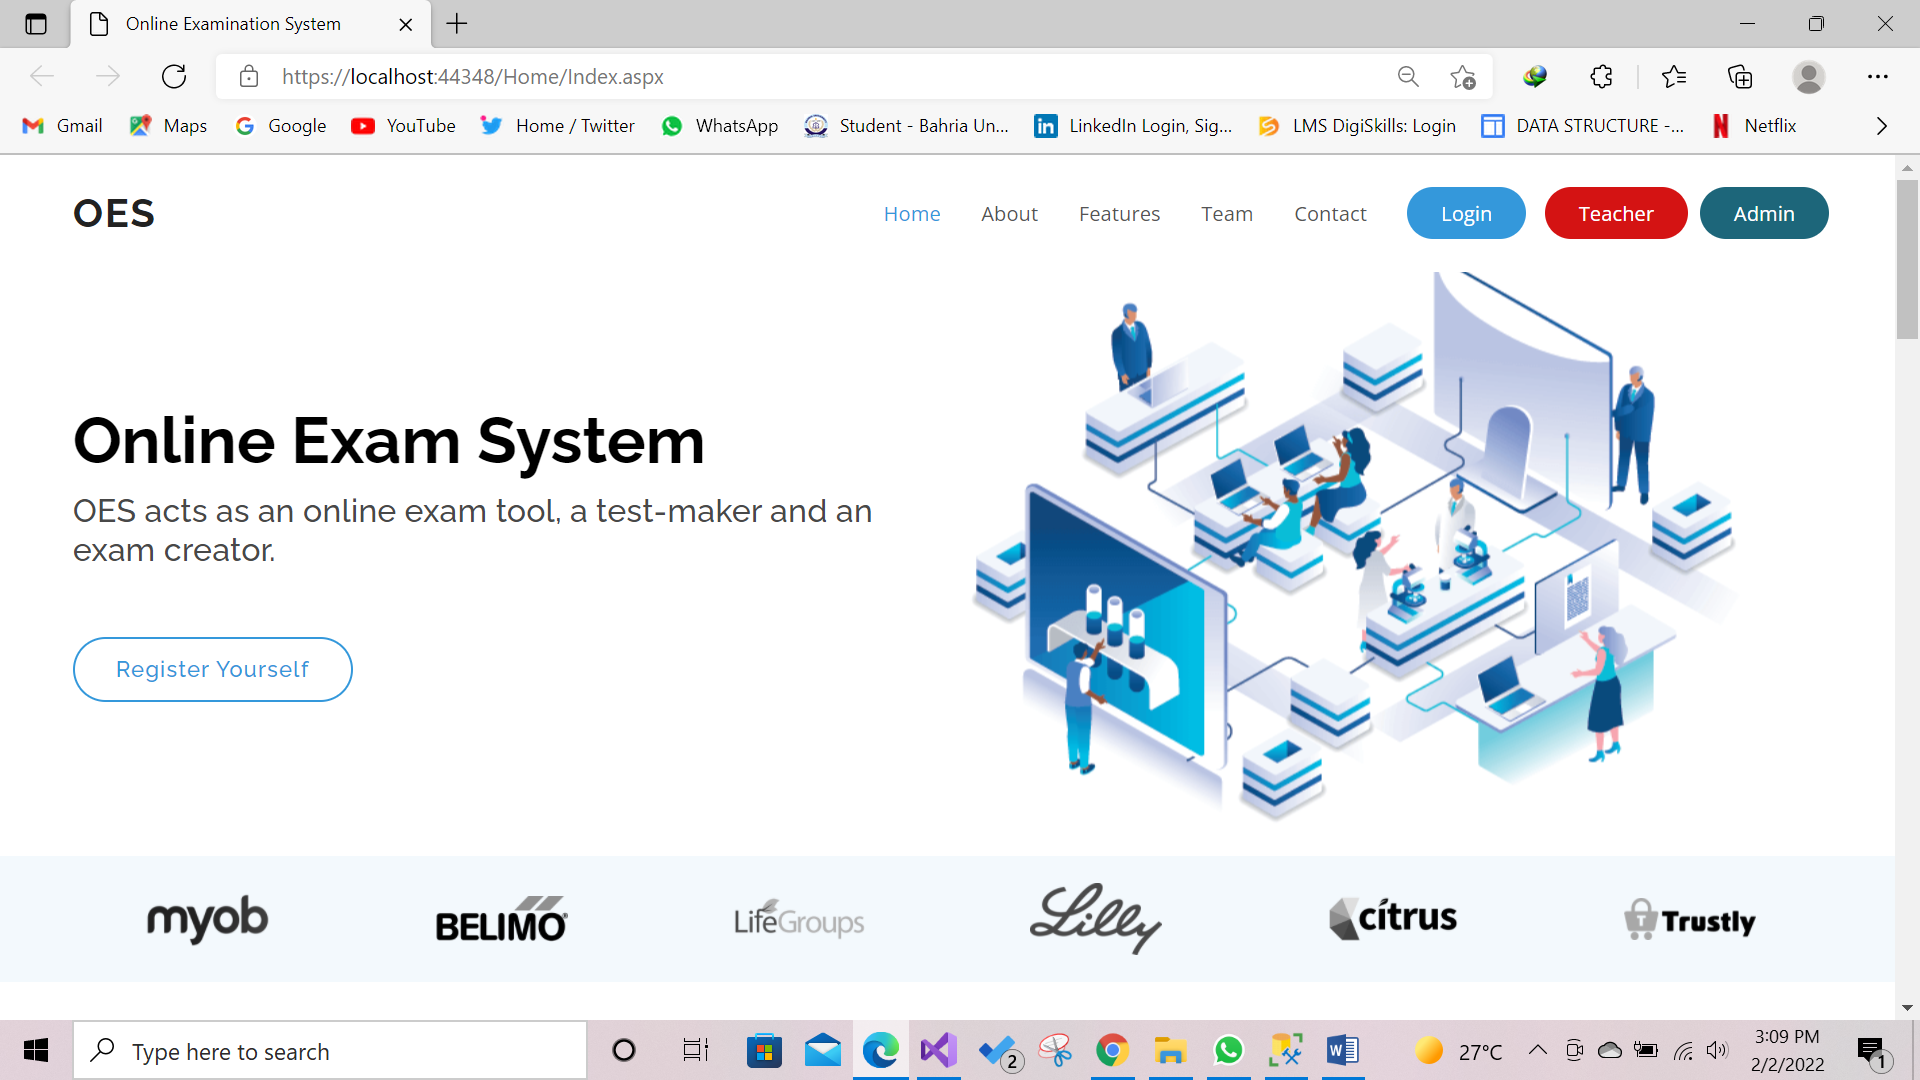 Online Examination System
https://localhost:44348/Home/Index.aspx
Gmail Maps Google YouTube Home / Twitter WhatsApp Student - Bahria Un... LinkedIn Login, Sig... LMS DigiSkills: Login DATA STRUCTURE -... Netflix
OES Home About Features Team Contact Login Teacher Admin
Online Exam System
OES acts as an online exam tool, a test-maker and an
exam creator.
Register Yourself
myob BELIMO® LifeGroups Lilly citrus T Trustly
Type here to search 2 27°C 3:09 PM
2/2/2022 1